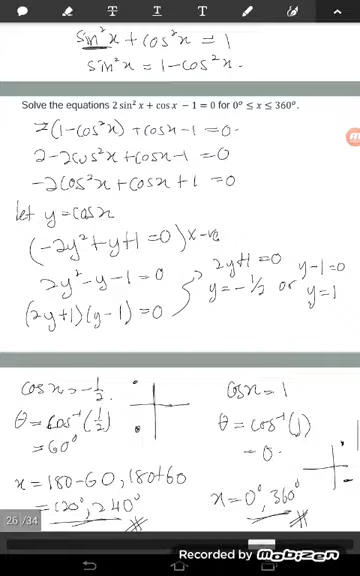 sin²x + cos²x = 1
sin²x = 1 - cos²x.
Solve the equations 2 sin² x + cos x − 1 = 0 for 0° ≤ x ≤ 360°.
2(1-cos²x) + cosx - 1 = 0
2 - 2cos²x + cosx - 1 = 0
-2cos²x + cosx + 1 = 0
let y = cosx
(-2y² + y + 1 = 0) x -ve
2y² - y - 1 = 0
(2y+1)(y-1) = 0
2y+1 = 0
y = -1/2 or
y-1 = 0
y = 1
cosx = -1/2.
θ = cos⁻¹(1/2)
= 60°
x = 180-60, 180+60
= 120°, 240°
cosx = 1
θ = cos⁻¹(1)
= 0.
x = 0°, 360°
26 /34
Recorded by mobizen